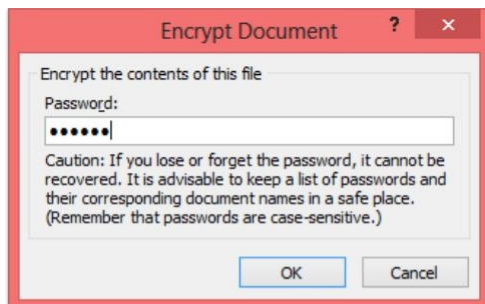 Encrypt Document ? ×
Encrypt the contents of this file
Password:
●●●●●●
Caution: If you lose or forget the password, it cannot be
recovered. It is advisable to keep a list of passwords and
their corresponding document names in a safe place.
(Remember that passwords are case-sensitive.)
OK Cancel